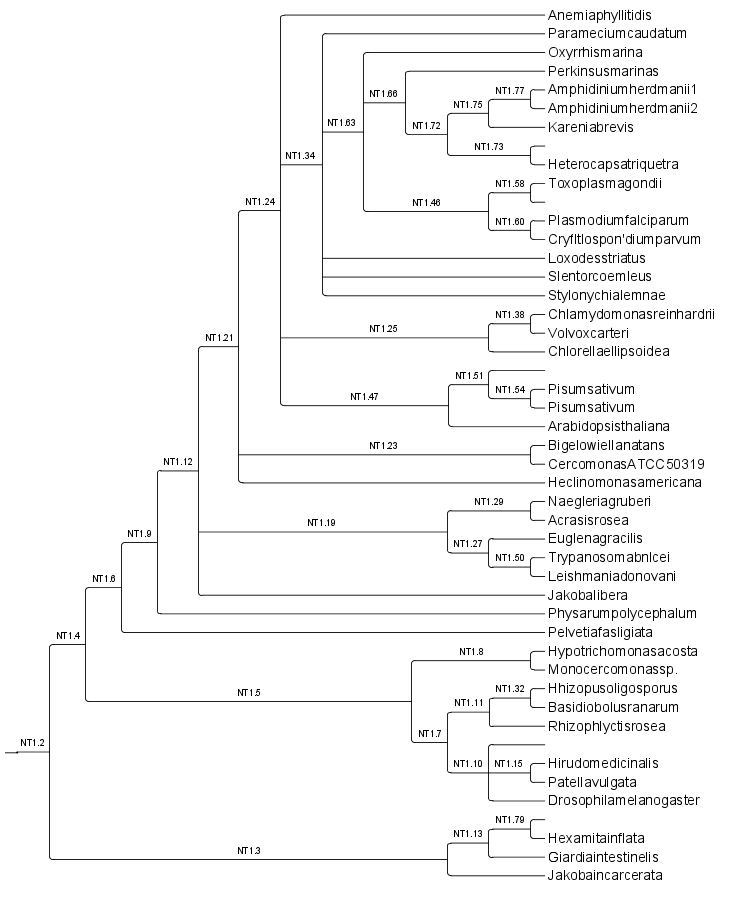 Anemiaphyllitidis
Parameciumcaudatum
Oxyrrhismarina
Perkinsusmarinas
NT1.77 Amphidiniumherdmanii1
NT1.66
NT1.75 Amphidiniumherdmanii2
NT1.63 NT1.72 Kareniabrevis
NT1.73
NT1.34 Heterocapsatriquetra
NT1.58 Toxoplasmagondii
NT1.24 NT1.46
NT1.60 Plasmodiumfalciparum
Cryfltlospon'diumparvum
Loxodesstriatus
Slentorcoemleus
Stylonychialemnae
NT1.38 Chlamydomonasreinhardrii
NT1.21 NT1.25 Volvoxcarteri
Chlorellaellipsoidea
NT1.51
NT1.54 Pisumsativum
NT1.47 Pisumsativum
Arabidopsisthaliana
NT1.23 Bigelowiellanatans
NT1.12 CercomonasATCC50319
Heclinomonasamericana
NT1.29 Naegleriagruberi
NT1.19 Acrasisrosea
NT1.9 NT1.27 Euglenagracilis
NT1.50 Trypanosomabnlcei
NT1.6 Leishmaniadonovani
Jakobalibera
Physarumpolycephalum
NT1.4 Pelvetiafasligiata
NT1.8 Hypotrichomonasacosta
Monocercomonassp.
NT1.5 NT1.32 Hhizopusoligosporus
NT1.11 Basidiobolusranarum
NT1.7 Rhizophlyctisrosea
NT1.2
NT1.10 NT1.15 Hirudomedicinalis
Patellavulgata
Drosophilamelanogaster
NT1.79
NT1.13 Hexamitainflata
NT1.3 Giardiaintestinelis
Jakobaincarcerata